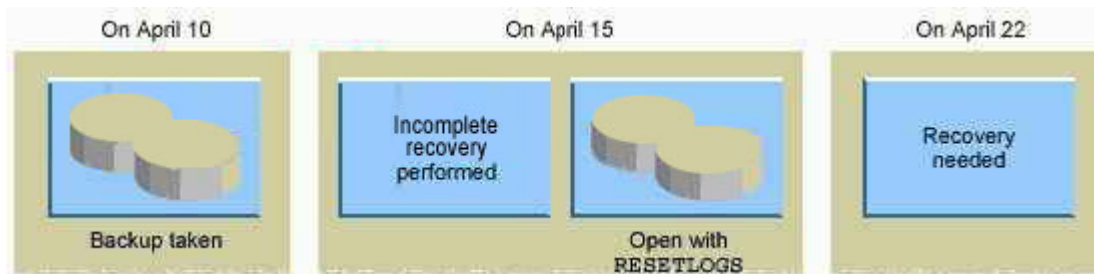 On April 10
On April 15
On April 22
Incomplete
recovery
performed
Recovery
needed
Backup taken
Open with
RESETLOGS